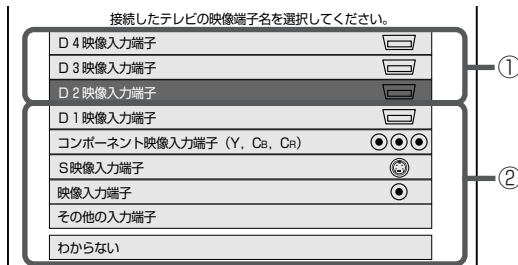 接続したテレビの映像端子名を選択してください。
D4映像入力端子
D3映像入力端子
D2映像入力端子
D1映像入力端子
コンポーネント映像入力端子（Y，CB，CR）
S映像入力端子
映像入力端子
その他の入力端子
わからない
①
②